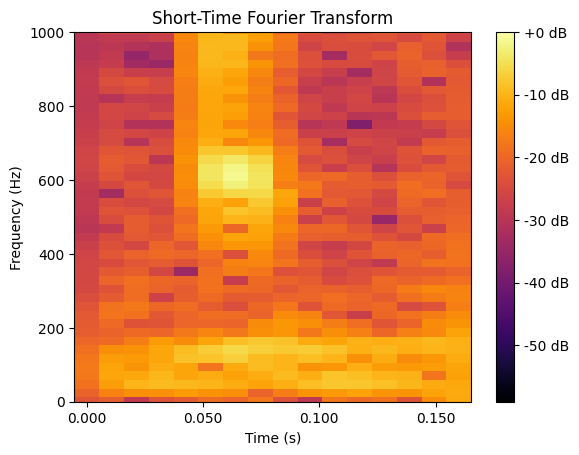 Short-Time Fourier Transform
1000
800
600
400
200
0
Frequency (Hz)
0.000
0.050
0.100
0.150
Time (s)
+0 dB
-10 dB
-20 dB
-30 dB
-40 dB
-50 dB